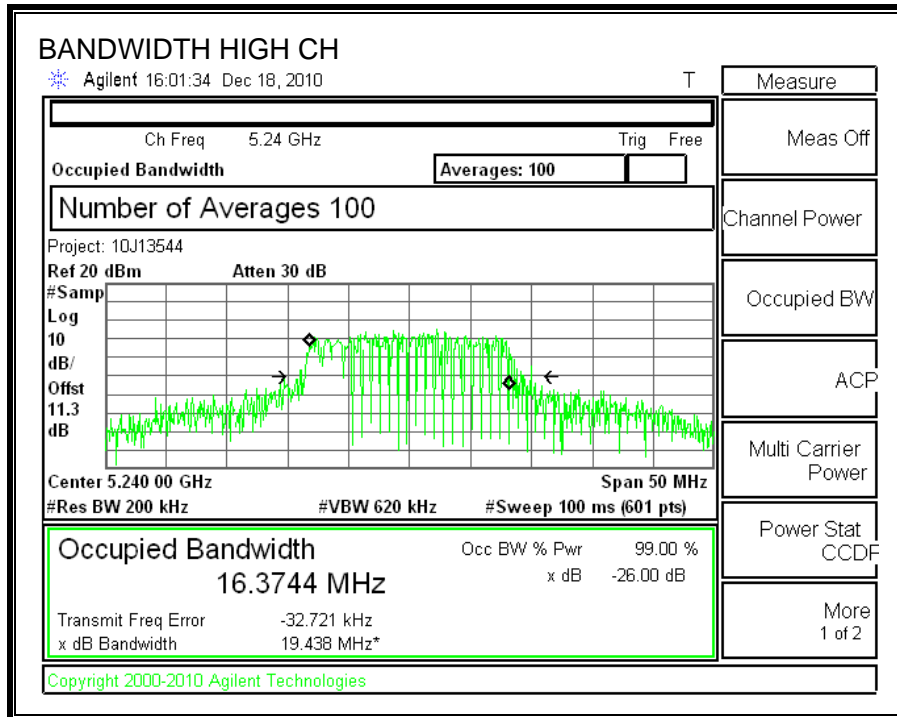 BANDWIDTH HIGH CH
Agilent 16:01:34 Dec 18, 2010 T
Measure
Ch Freq 5.24 GHz Trig Free
Meas Off
Occupied Bandwidth Averages: 100
Number of Averages 100
Channel Power
Project: 10J13544
Ref 20 dBm Atten 30 dB
#Samp
Log
10
dB/
Offst
11.3
dB
Occupied BW
ACP
Multi Carrier
Power
Center 5.240 00 GHz Span 50 MHz
#Res BW 200 kHz #VBW 620 kHz #Sweep 100 ms (601 pts)
Power Stat
CCDF
Occupied Bandwidth Occ BW % Pwr 99.00 %
16.3744 MHz x dB -26.00 dB
Transmit Freq Error -32.721 kHz
x dB Bandwidth 19.438 MHz*
More
1 of 2
Copyright 2000-2010 Agilent Technologies